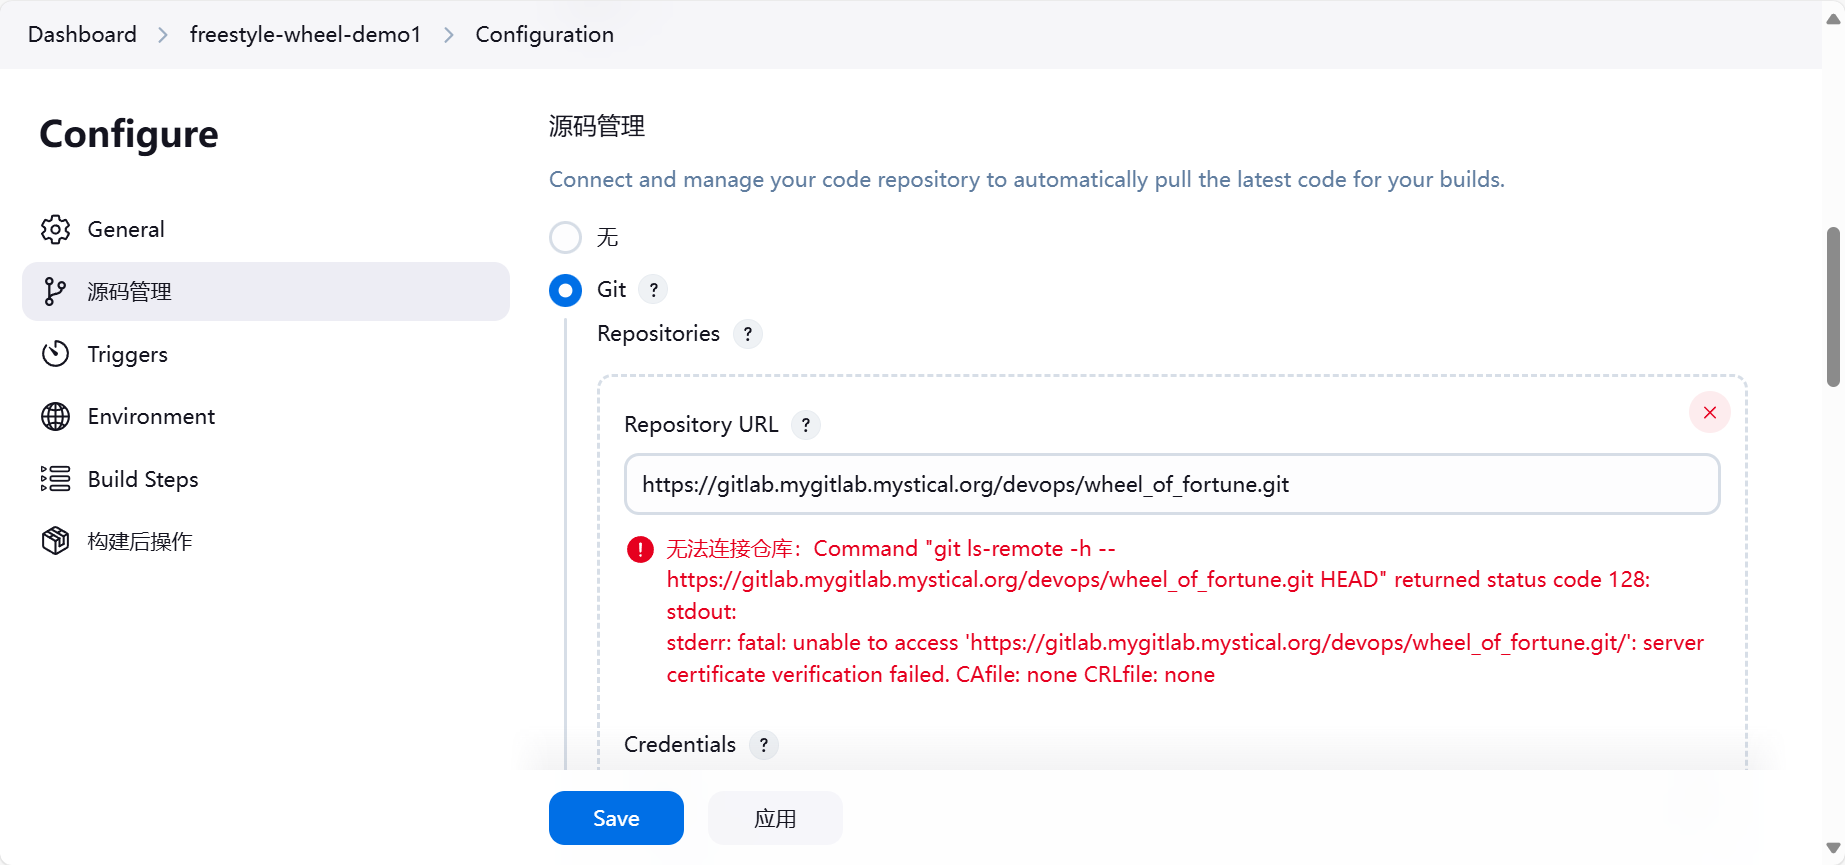 Dashboard > freestyle-wheel-demo1 > Configuration
Configure
General
源码管理
Triggers
Environment
Build Steps
构建后操作
源码管理
Connect and manage your code repository to automatically pull the latest code for your builds.
无
Git ?
Repositories ?
Repository URL ?
https://gitlab.mygitlab.mystical.org/devops/wheel_of_fortune.git
无法连接仓库：Command "git ls-remote -h --
https://gitlab.mygitlab.mystical.org/devops/wheel_of_fortune.git HEAD" returned status code 128:
stdout:
stderr: fatal: unable to access 'https://gitlab.mygitlab.mystical.org/devops/wheel_of_fortune.git/': server
certificate verification failed. CAfile: none CRLfile: none
Credentials ?
Save
应用